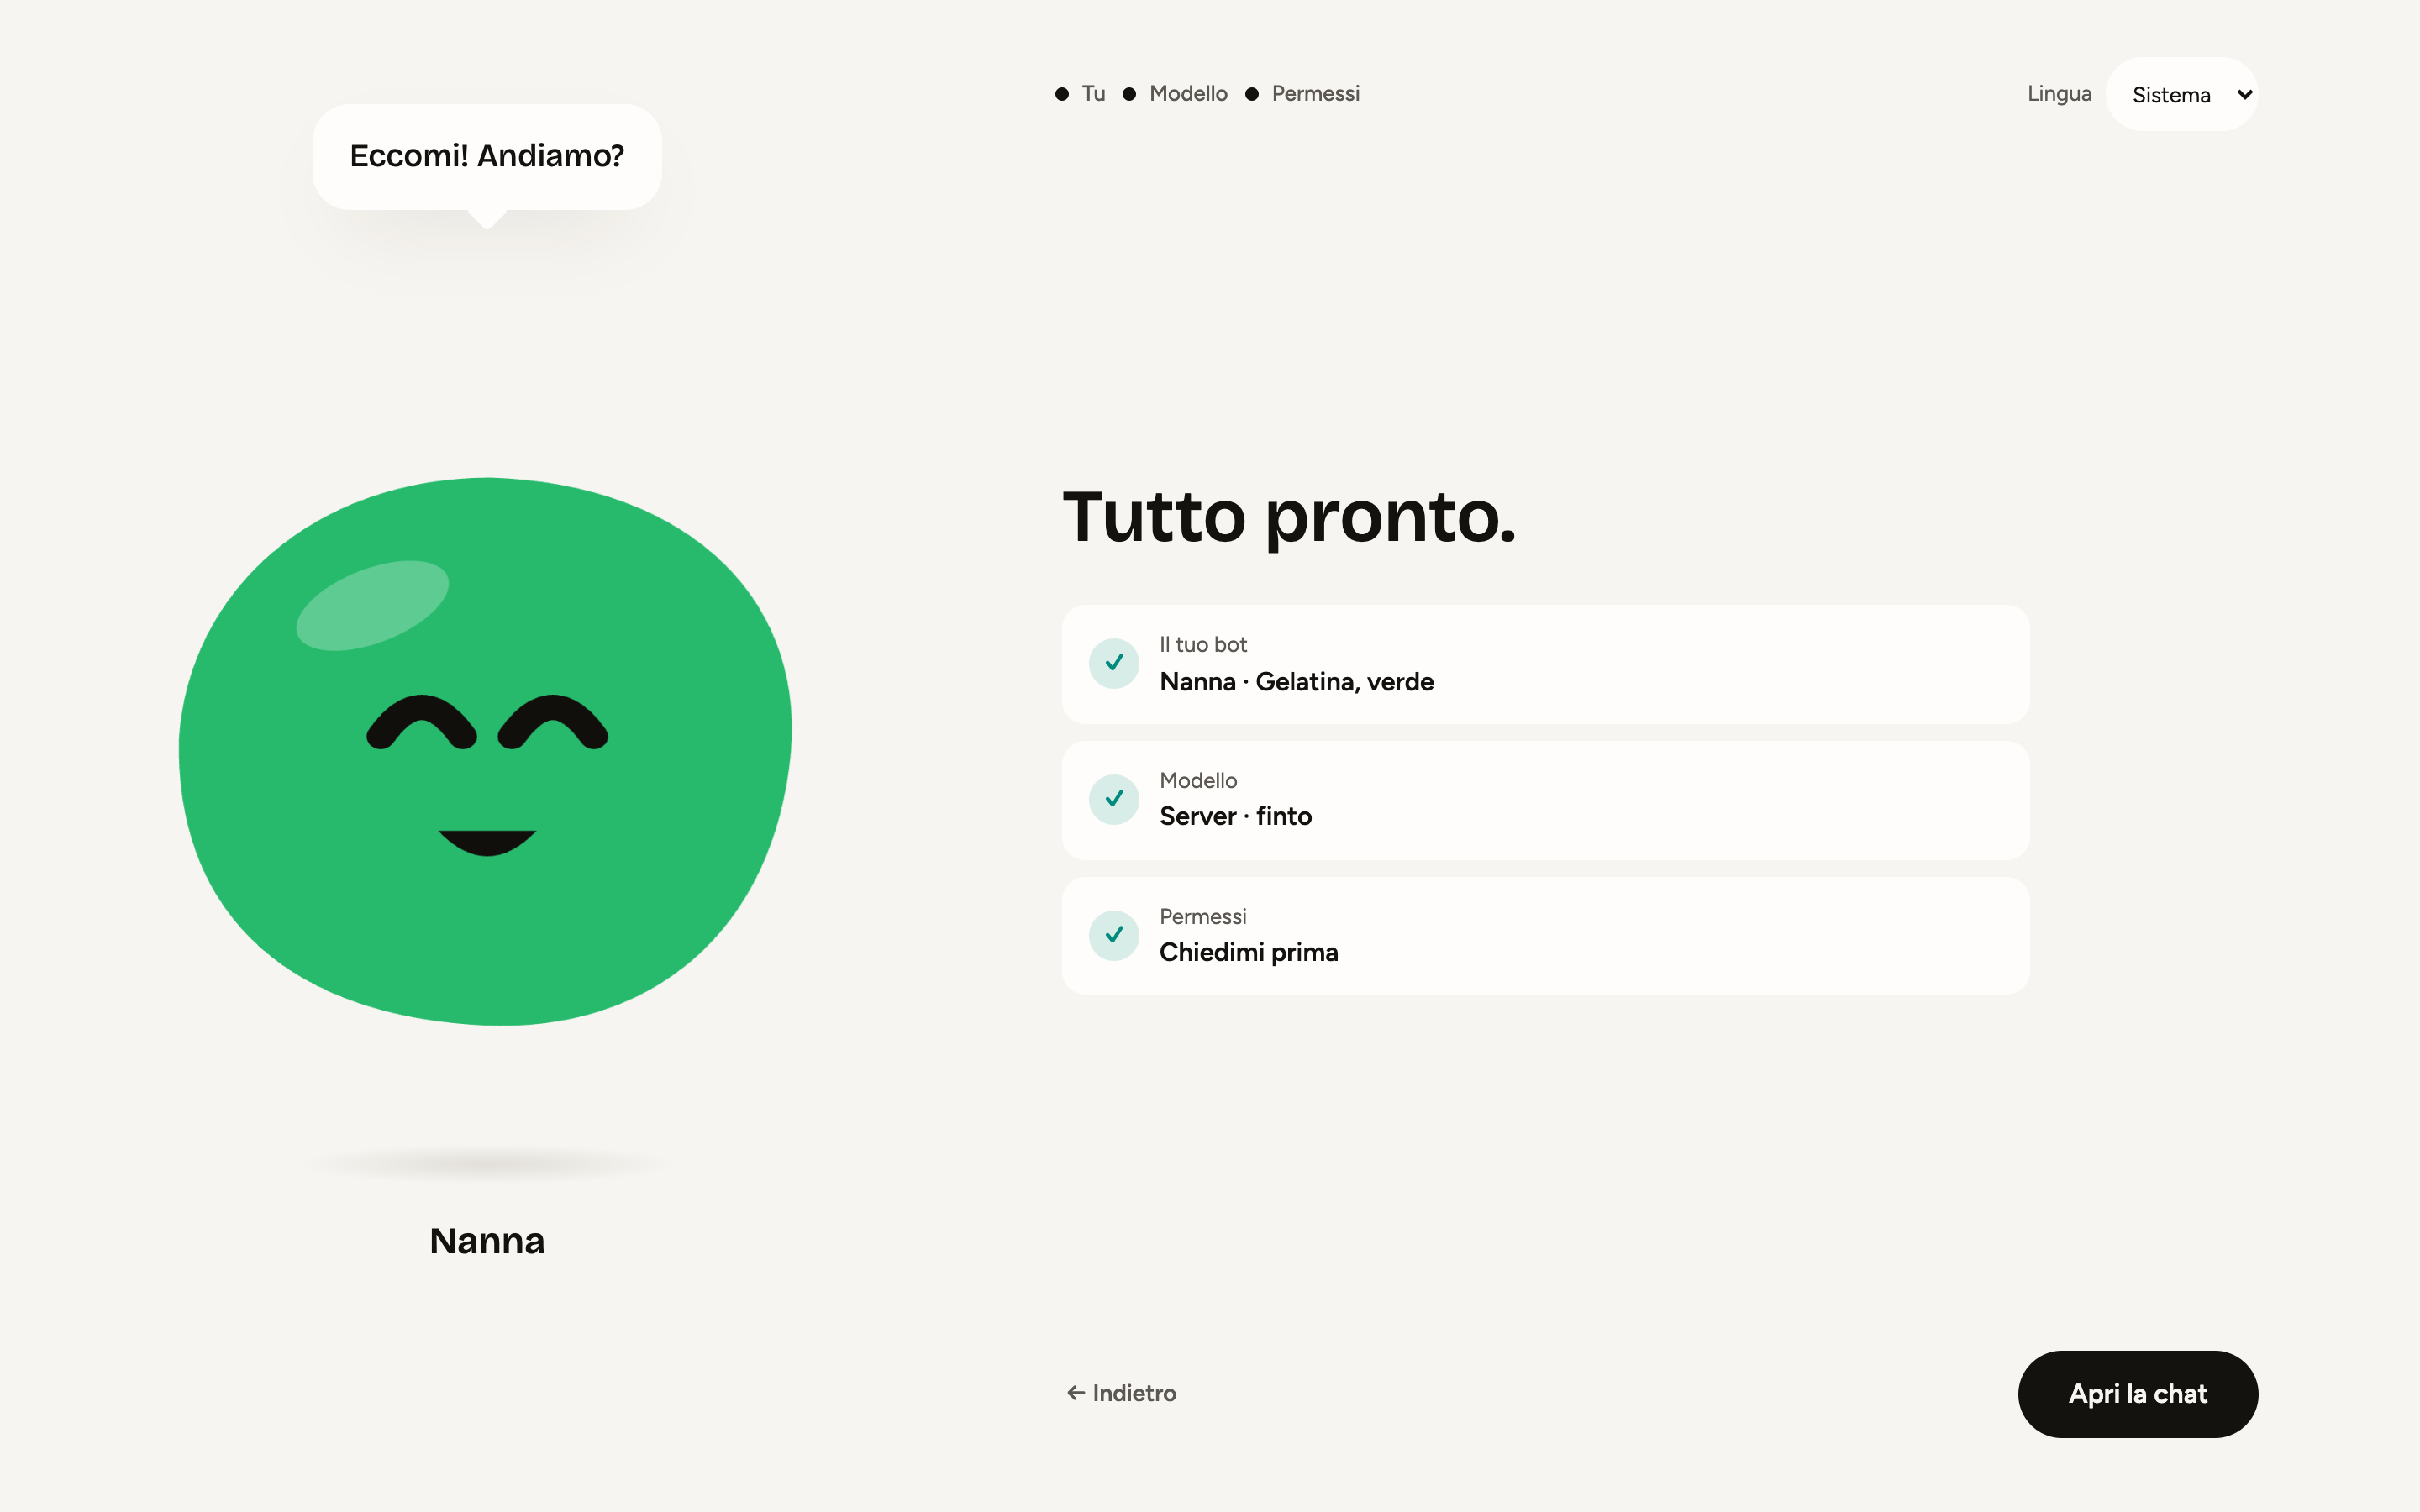 Eccomi! Andiamo?
Tu Modello Permessi
Lingua Sistema
Tutto pronto.
Il tuo bot
Nanna · Gelatina, verde
Modello
Server · finto
Permessi
Chiedimi prima
Nanna
← Indietro
Apri la chat